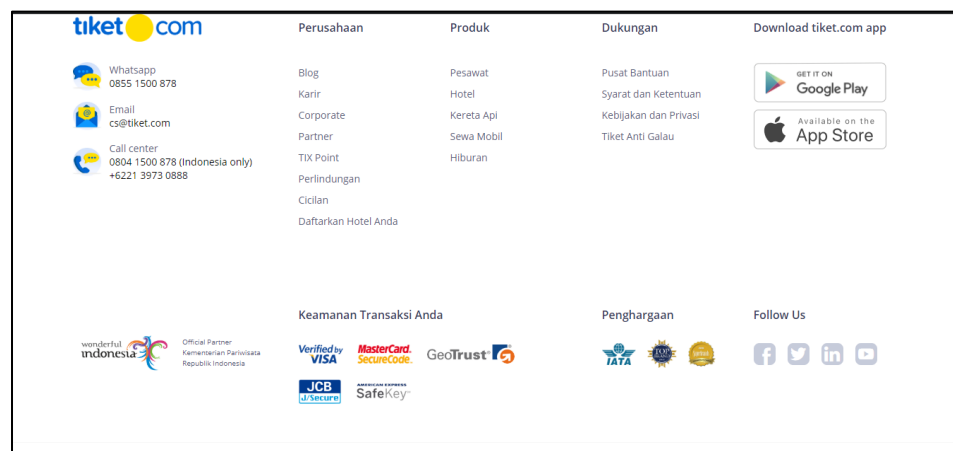 tiket com
Whatsapp
0855 1500 878
Email
cs@tiket.com
Call center
0804 1500 878 (Indonesia only)
+6221 3973 0888
Perusahaan
Blog
Karir
Corporate
Partner
TIX Point
Perlindungan
Cicilan
Daftarkan Hotel Anda
Produk
Pesawat
Hotel
Kereta Api
Sewa Mobil
Hiburan
Dukungan
Pusat Bantuan
Syarat dan Ketentuan
Kebijakan dan Privasi
Tiket Anti Galau
Download tiket.com app
GET IT ON
Google Play
Available on the
App Store
wonderful
indonesia
Official Partner
Kementerian Pariwisata
Republik Indonesia
Keamanan Transaksi Anda
Verified by
VISA
MasterCard.
SecureCode.
GeoTrust
JCB
J/Secure
AMERICAN EXPRESS
SafeKey
Penghargaan
IATA
TOP
Follow Us